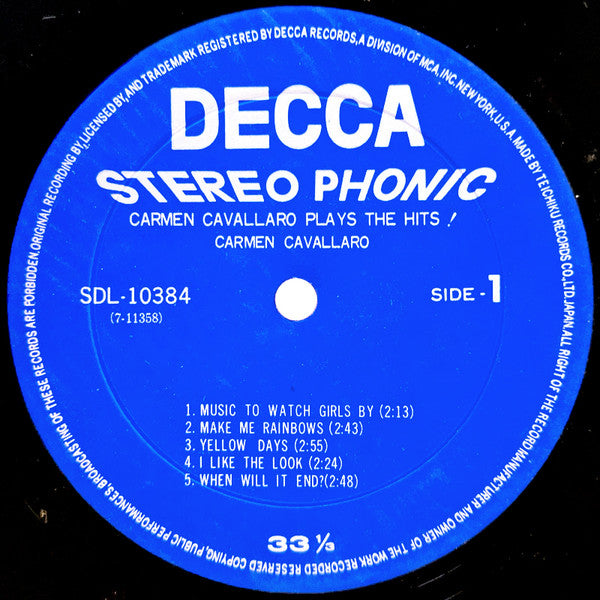 DECCA
STEREO PHONIC
CARMEN CAVALLARO PLAYS THE HITS!
CARMEN CAVALLARO
SDL-10384
(7-11358)
SIDE-1
1. MUSIC TO WATCH GIRLS BY (2:13)
2. MAKE ME RAINBOWS (2:43)
3. YELLOW DAYS (2:55)
4. I LIKE THE LOOK (2:24)
5. WHEN WILL IT END?(2:48)
33 ⅓
ORIGINAL RECORDING BY, LICENSED BY, AND TRADEMARK REGISTERED BY DECCA RECORDS, A DIVISION OF MCA, INC. NEW YORK, U.S.A. MADE BY TEICHIKU RECORDS CO., LTD. JAPAN. ALL RIGHT OF THE RECORD MANUFACTURER AND OWNER OF THE WORK RECORDED RESERVED COPYING, PUBLIC PERFORMANCES BROADCASTING OF THESE RECORDS ARE FORBIDDEN.